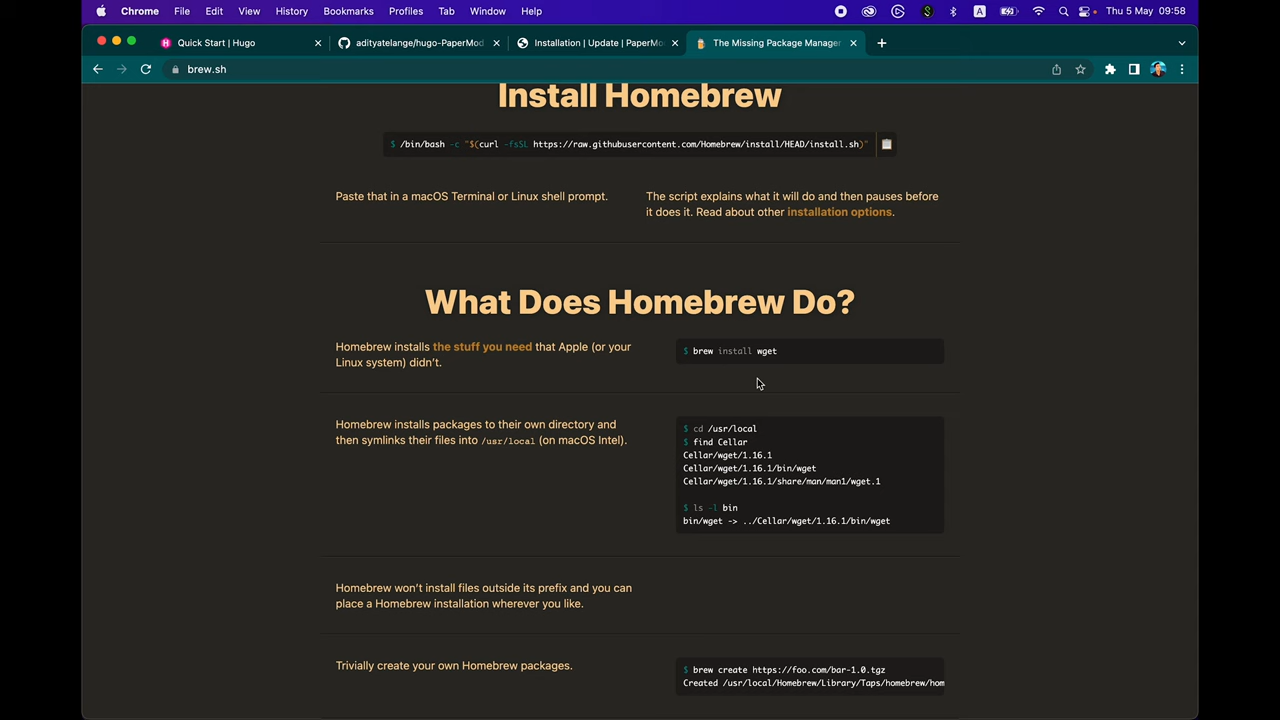 Chrome File Edit View History Bookmarks Profiles Tab Window Help A Thu 5 May 09:58
Quick Start | Hugo adityatelange/hugo-PaperMod Installation | Update | PaperMo The Missing Package Manager
brew.sh
Install Homebrew
$ /bin/bash -c "$(curl -fsSL https://raw.githubusercontent.com/Homebrew/install/HEAD/install.sh)"
Paste that in a macOS Terminal or Linux shell prompt.
The script explains what it will do and then pauses before
it does it. Read about other installation options.
What Does Homebrew Do?
Homebrew installs the stuff you need that Apple (or your
Linux system) didn’t.
$ brew install wget
Homebrew installs packages to their own directory and
then symlinks their files into /usr/local (on macOS Intel).
$ cd /usr/local
$ find Cellar
Cellar/wget/1.16.1
Cellar/wget/1.16.1/bin/wget
Cellar/wget/1.16.1/share/man/man1/wget.1
$ ls -l bin
bin/wget -> ../Cellar/wget/1.16.1/bin/wget
Homebrew won’t install files outside its prefix and you can
place a Homebrew installation wherever you like.
Trivially create your own Homebrew packages.
$ brew create https://foo.com/bar-1.0.tgz
Created /usr/local/Homebrew/Library/Taps/homebrew/hom